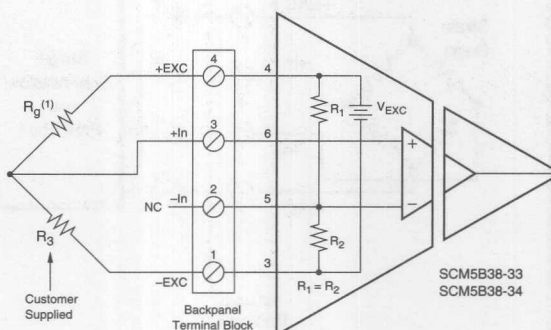 +EXC
4
4
Rg(1)
R1
VEXC
+In
3
6
+
–In
NC
2
5
–
R3
R2
1
3
–EXC
R1 = R2
SCM5B38-33
SCM5B38-34
Customer
Supplied
Backpanel
Terminal Block